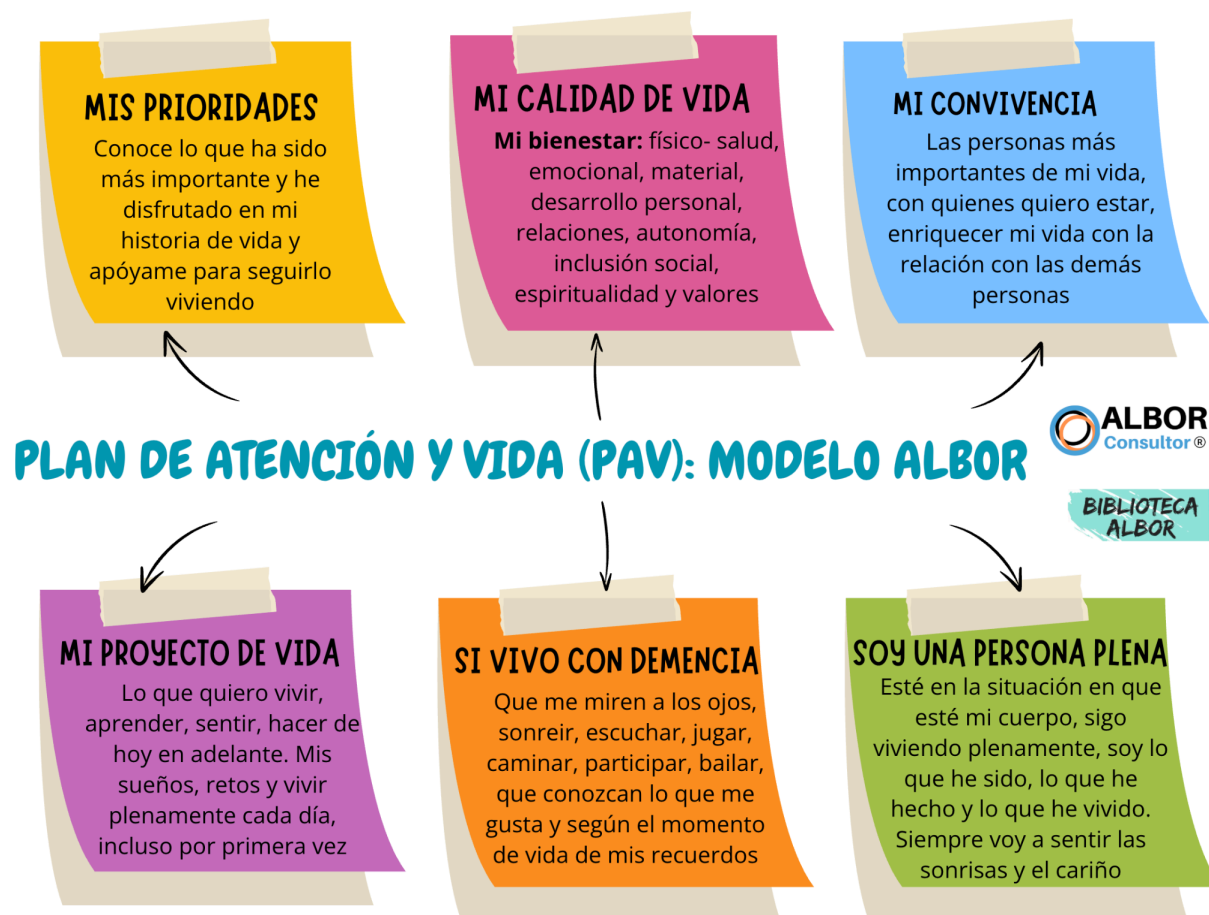 MIS PRIORIDADES
Conoce lo que ha sido
más importante y he
disfrutado en mi
historia de vida y
apóyame para seguirlo
viviendo
MI CALIDAD DE VIDA
Mi bienestar: físico- salud,
emocional, material,
desarrollo personal,
relaciones, autonomía,
inclusión social,
espiritualidad y valores
MI CONVIVENCIA
Las personas más
importantes de mi vida,
con quienes quiero estar,
enriquecer mi vida con la
relación con las demás
personas
PLAN DE ATENCIÓN Y VIDA (PAV): MODELO ALBOR
ALBOR
Consultor ®
BIBLIOTECA
ALBOR
MI PROYECTO DE VIDA
Lo que quiero vivir,
aprender, sentir, hacer de
hoy en adelante. Mis
sueños, retos y vivir
plenamente cada día,
incluso por primera vez
SI VIVO CON DEMENCIA
Que me miren a los ojos,
sonreir, escuchar, jugar,
caminar, participar, bailar,
que conozcan lo que me
gusta y según el momento
de vida de mis recuerdos
SOY UNA PERSONA PLENA
Esté en la situación en que
esté mi cuerpo, sigo
viviendo plenamente, soy lo
que he sido, lo que he
hecho y lo que he vivido.
Siempre voy a sentir las
sonrisas y el cariño